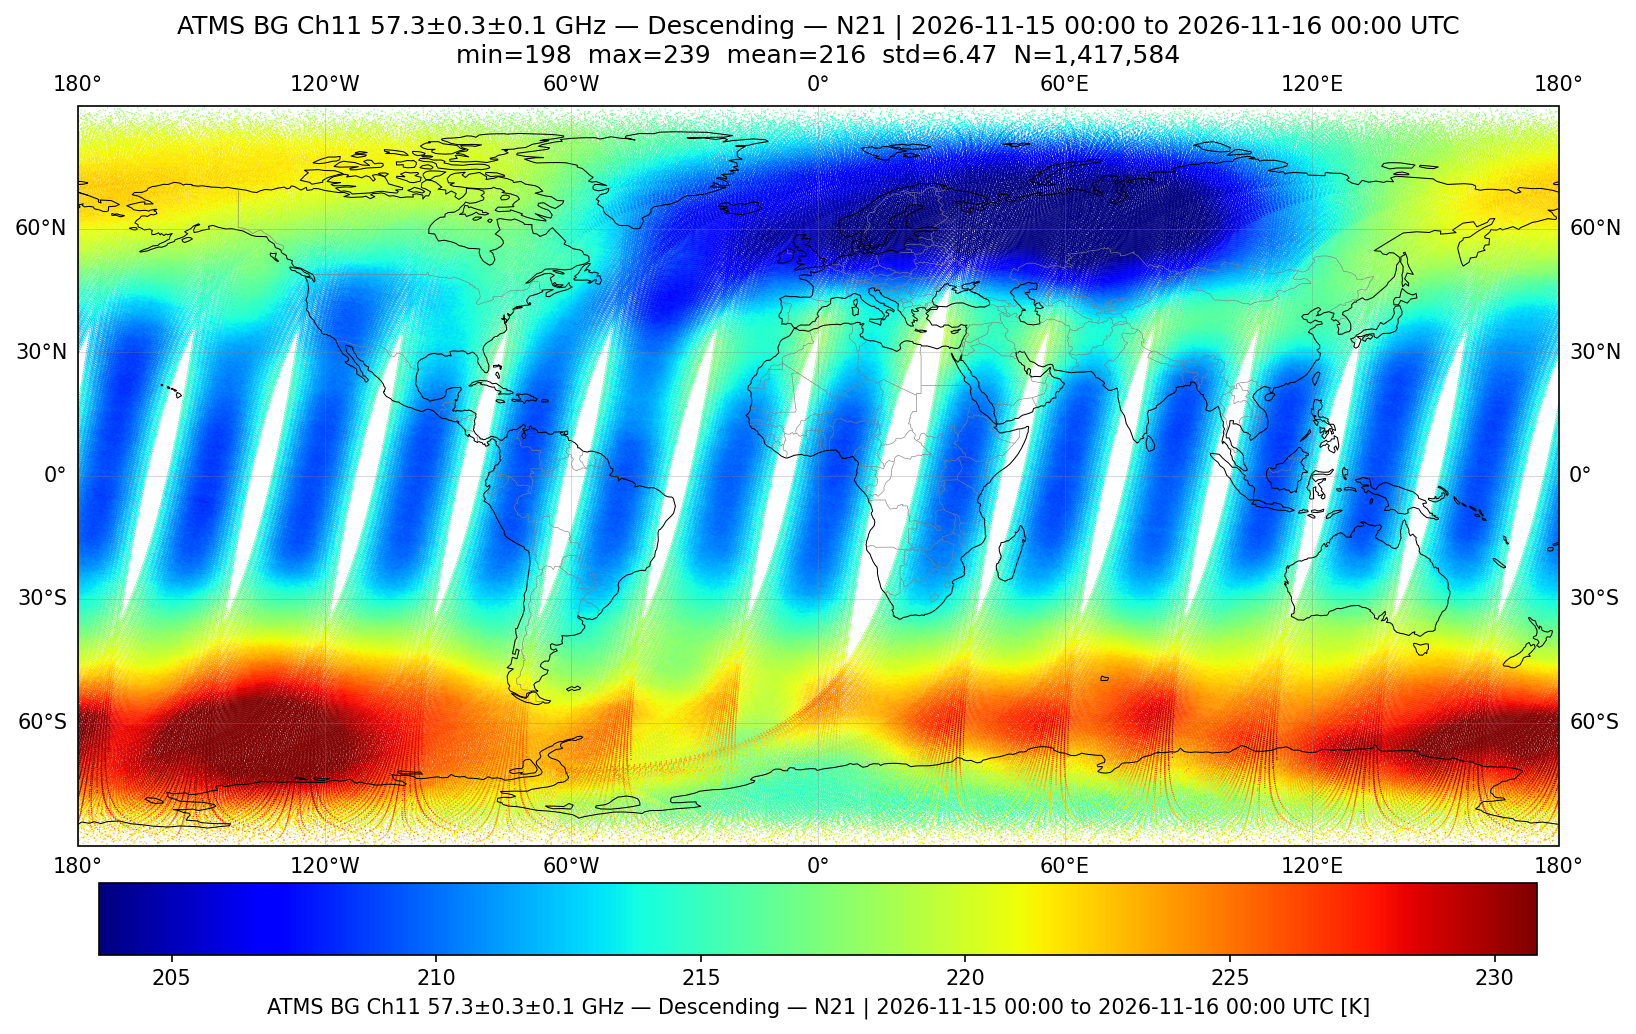 ATMS BG Ch11 57.3±0.3±0.1 GHz — Descending — N21 | 2026-11-15 00:00 to 2026-11-16 00:00 UTC
min=198 max=239 mean=216 std=6.47 N=1,417,584
180° 120°W 60°W 0° 60°E 120°E 180°
60°N 60°N
30°N 30°N
0° 0°
30°S 30°S
60°S 60°S
180° 120°W 60°W 0° 60°E 120°E 180°
205 210 215 220 225 230
ATMS BG Ch11 57.3±0.3±0.1 GHz — Descending — N21 | 2026-11-15 00:00 to 2026-11-16 00:00 UTC [K]